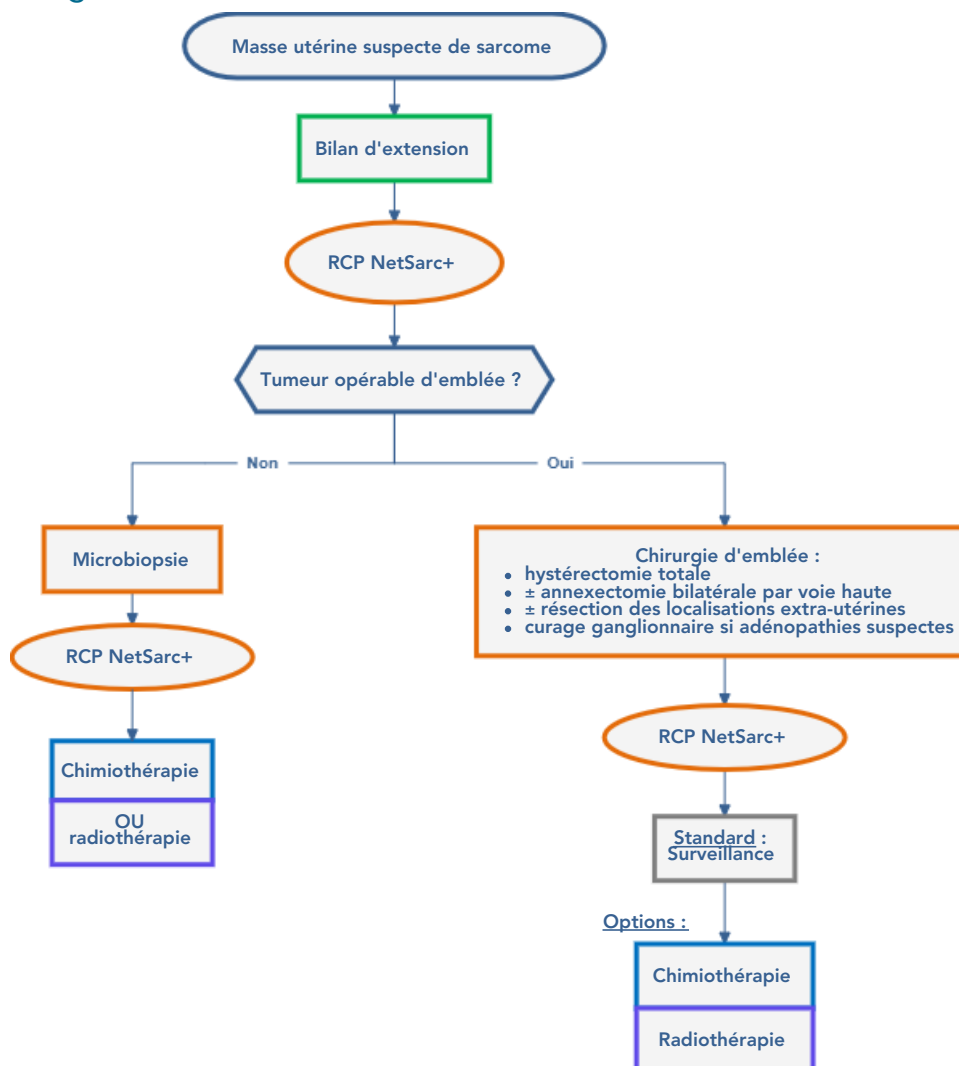 Masse utérine suspecte de sarcome
Bilan d'extension
RCP NetSarc+
Tumeur opérable d'emblée ?
Non
Oui
Microbiopsie
RCP NetSarc+
Chimiothérapie
OU
radiothérapie
Chirurgie d'emblée :
• hystérectomie totale
• ± annexectomie bilatérale par voie haute
• ± résection des localisations extra-utérines
• curage ganglionnaire si adénopathies suspectes
RCP NetSarc+
Standard :
Surveillance
Options :
Chimiothérapie
Radiothérapie